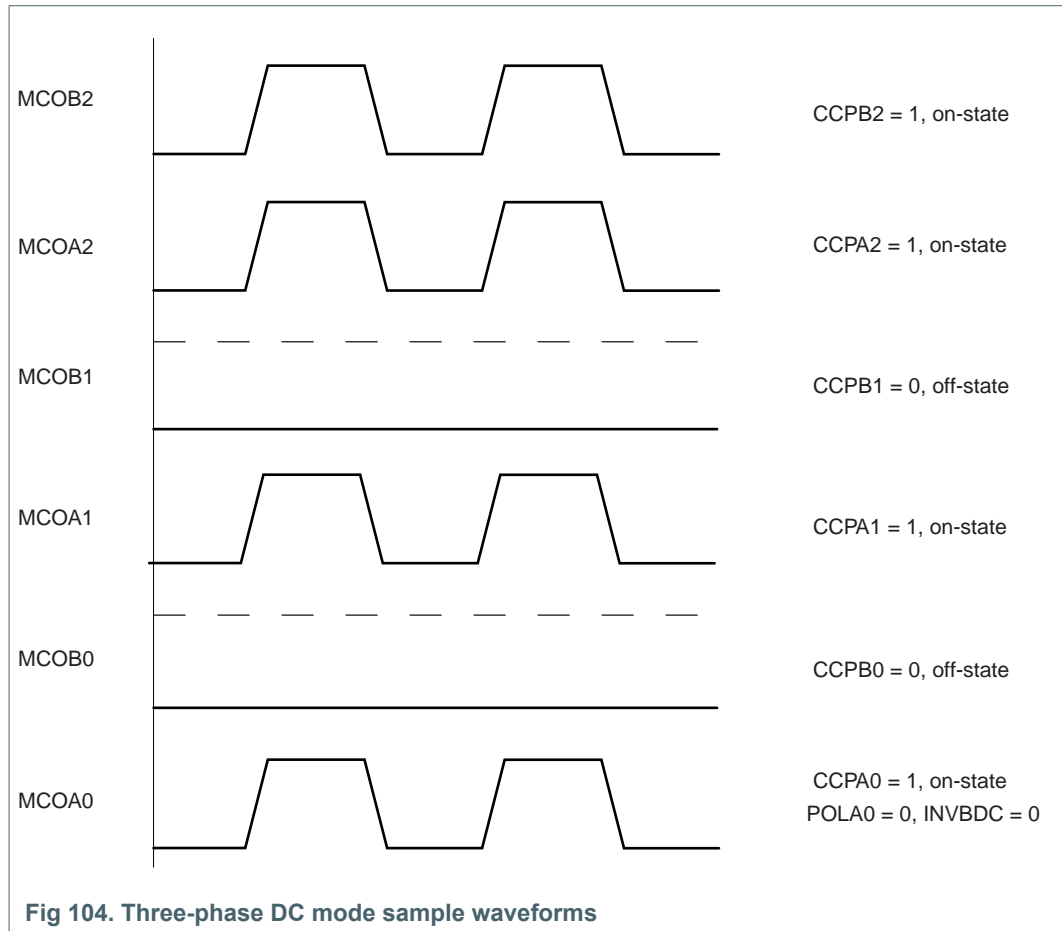 MCOB2
CCPB2 = 1, on-state
MCOA2
CCPA2 = 1, on-state
MCOB1
CCPB1 = 0, off-state
MCOA1
CCPA1 = 1, on-state
MCOB0
CCPB0 = 0, off-state
MCOA0
CCPA0 = 1, on-state
POLA0 = 0, INVBDC = 0
Fig 104. Three-phase DC mode sample waveforms